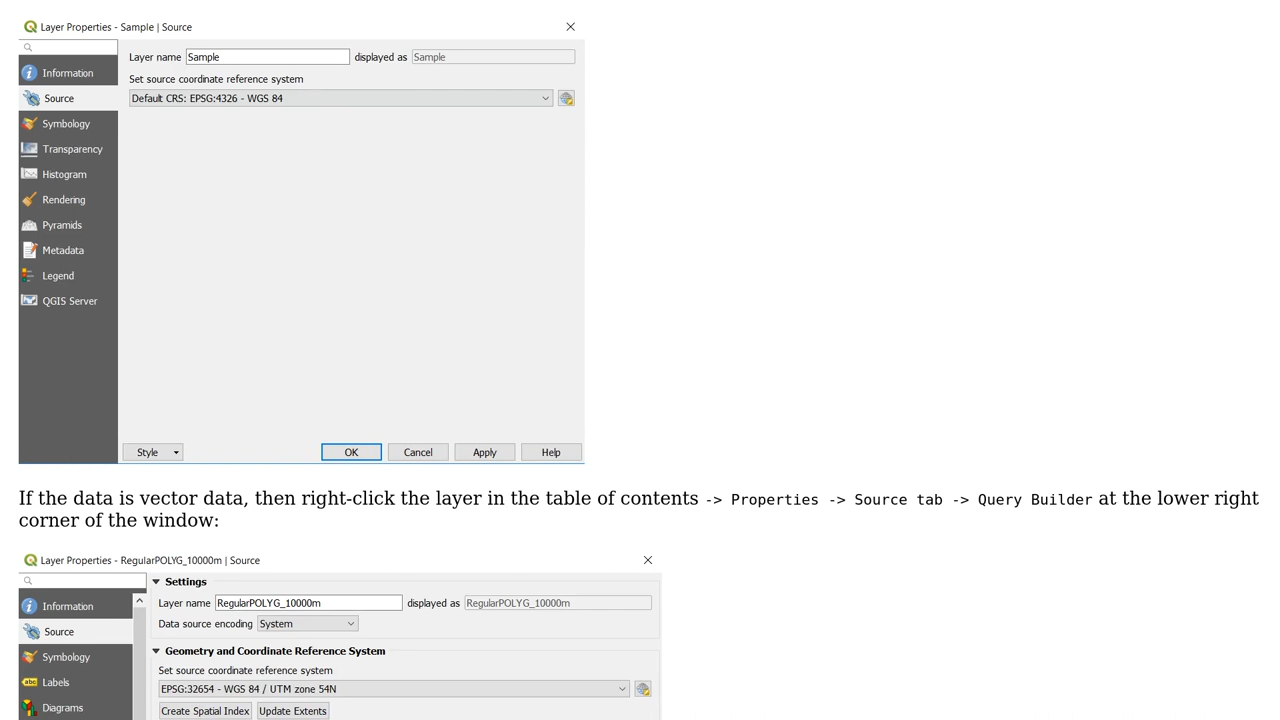 Layer Properties - Sample | Source
Layer name Sample displayed as Sample
Set source coordinate reference system
Default CRS: EPSG:4326 - WGS 84
Information
Source
Symbology
Transparency
Histogram
Rendering
Pyramids
Metadata
Legend
QGIS Server
Style OK Cancel Apply Help
If the data is vector data, then right-click the layer in the table of contents -> Properties -> Source tab -> Query Builder at the lower right
corner of the window:
Layer Properties - RegularPOLYG_10000m | Source
Information
Source
Symbology
Labels
abc
Diagrams
Settings
Layer name RegularPOLYG_10000m displayed as RegularPOLYG_10000m
Data source encoding System
Geometry and Coordinate Reference System
Set source coordinate reference system
EPSG:32654 - WGS 84 / UTM zone 54N
Create Spatial Index Update Extents